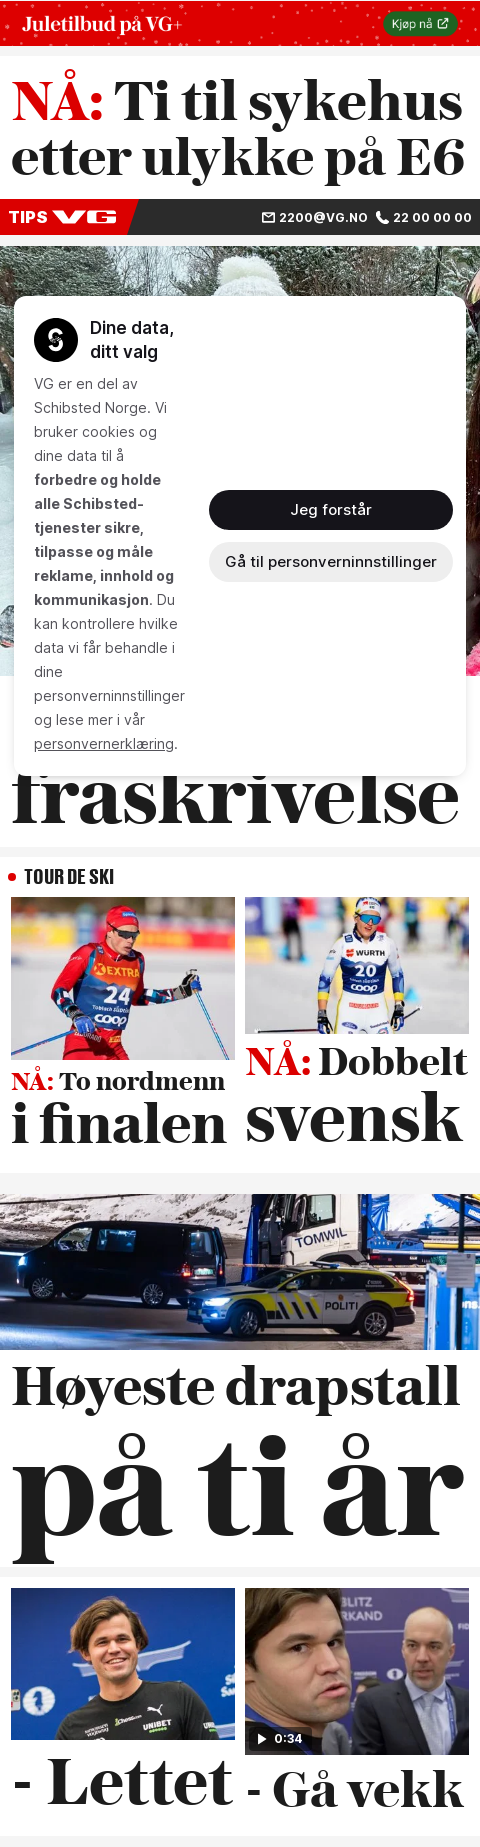 Juletilbud på VG+
Kjøp nå
NÅ: Ti til sykehus
etter ulykke på E6
TIPS VG
2200@VG.NO 22 00 00 00
Dine data,
ditt valg
VG er en del av
Schibsted Norge. Vi
bruker cookies og
dine data til å
forbedre og holde
alle Schibsted-
tjenester sikre,
tilpasse og måle
reklame, innhold og
kommunikasjon. Du
kan kontrollere hvilke
data vi får behandle i
dine
personverninnstillinger
og lese mer i vår
personvernerklæring.
Jeg forstår
Gå til personverninnstillinger
fraskrivelse
TOUR DE SKI
EXTRA
24
coop
NÅ: To nordmenn
i finalen
WÜRTH
20
coop
NÅ: Dobbelt
svensk
TOMWIL
POLITI
Høyeste drapstall
på ti år
UNIBET
- Lettet
BLITZ
0:34
- Gå vekk